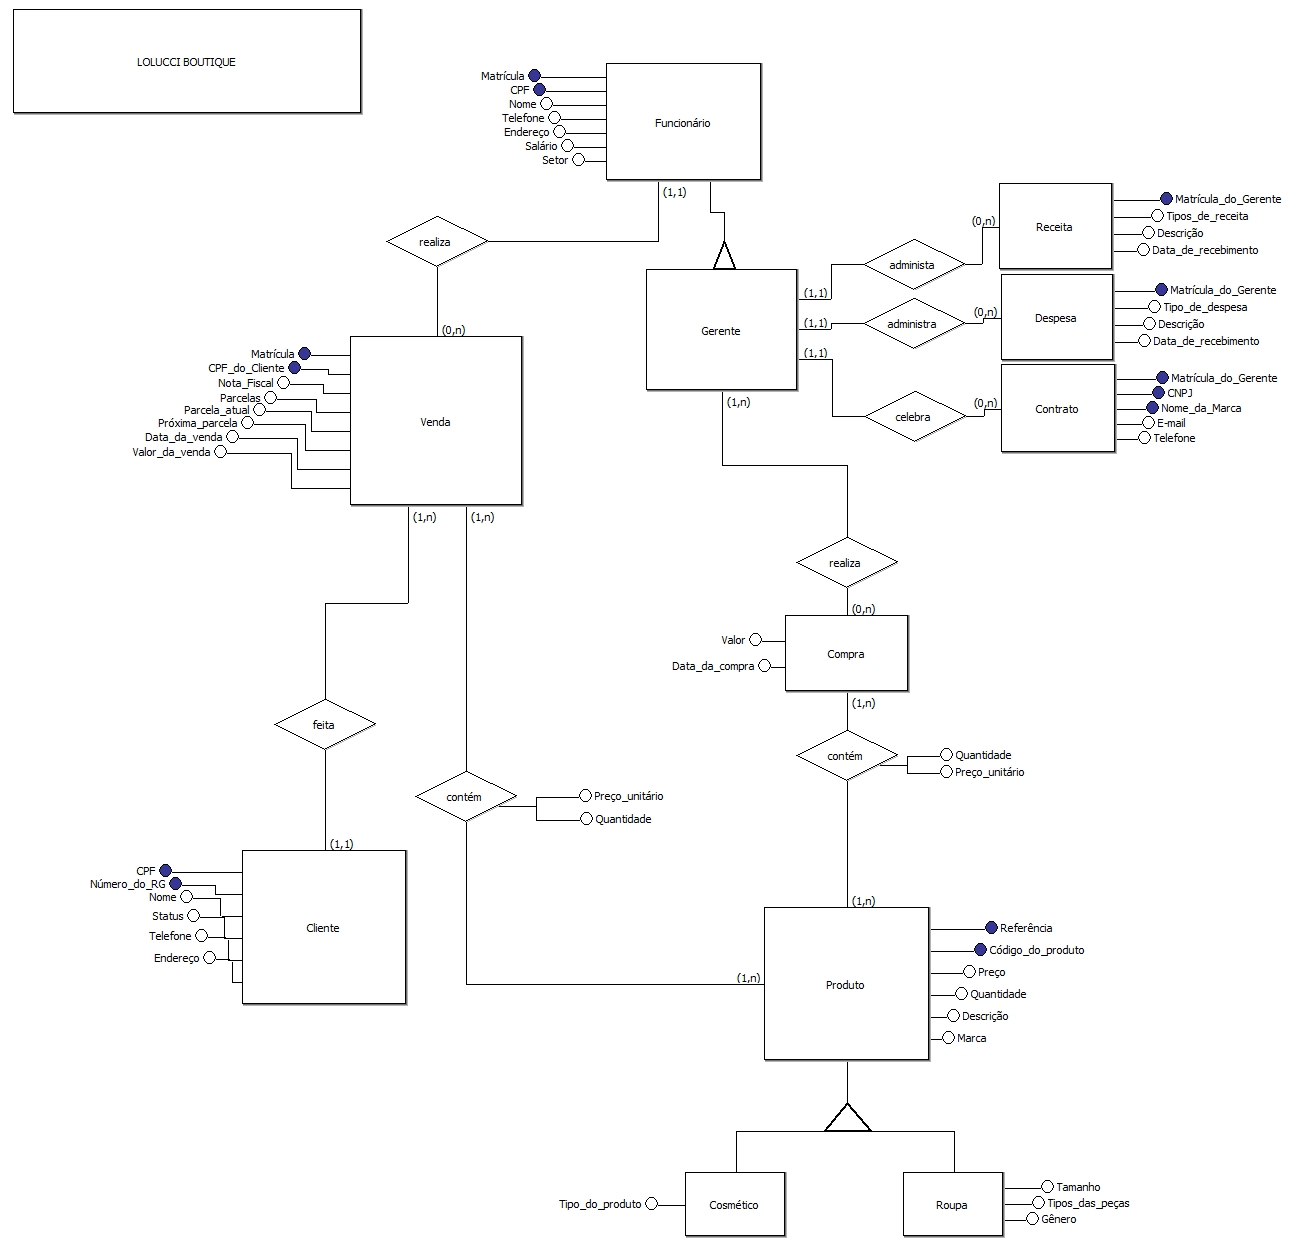 LOLUCCI BOUTIQUE
Matrícula
CPF
Nome
Telefone
Endereço
Salário
Setor
Funcionário
(1,1)
realiza
(0,n)
Gerente
(1,1)
administa
(0,n)
Receita
Matrícula_do_Gerente
Tipos_de_receita
Descrição
Data_de_recebimento
(1,1)
administra
(0,n)
Despesa
Matrícula_do_Gerente
Tipo_de_despesa
Descrição
Data_de_recebimento
(1,1)
celebra
(0,n)
Contrato
Matrícula_do_Gerente
CNPJ
Nome_da_Marca
E-mail
Telefone
Matrícula
CPF_do_Cliente
Nota_Fiscal
Parcelas
Parcela_atual
Próxima_parcela
Data_da_venda
Valor_da_venda
Venda
(1,n)
(1,n)
(1,n)
realiza
(0,n)
Valor
Data_da_compra
Compra
(1,n)
feita
contém
Quantidade
Preço_unitário
contém
Preço_unitário
Quantidade
(1,1)
CPF
Número_do_RG
Nome
Status
Telefone
Endereço
Cliente
(1,n)
(1,n)
Produto
Referência
Código_do_produto
Preço
Quantidade
Descrição
Marca
Tipo_do_produto
Cosmético
Roupa
Tamanho
Tipos_das_peças
Gênero